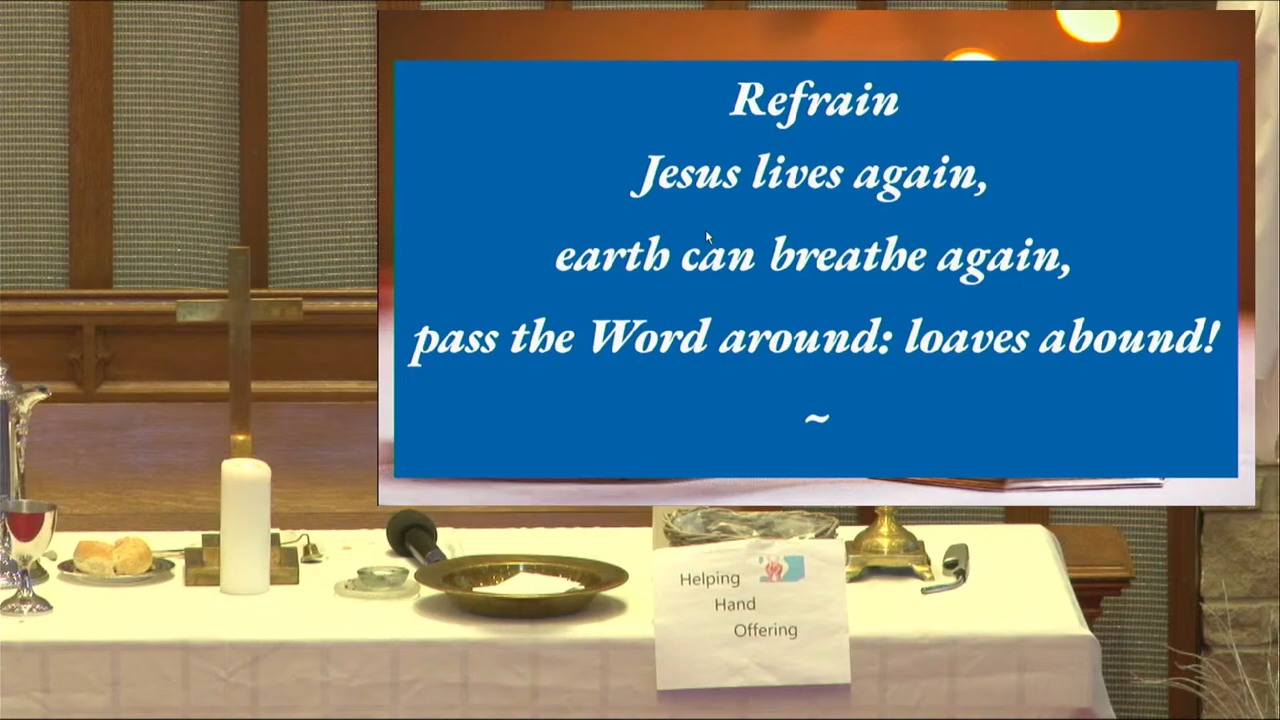 Refrain
Jesus lives again,
earth can breathe again,
pass the Word around: loaves abound!
~
Helping
Hand
Offering